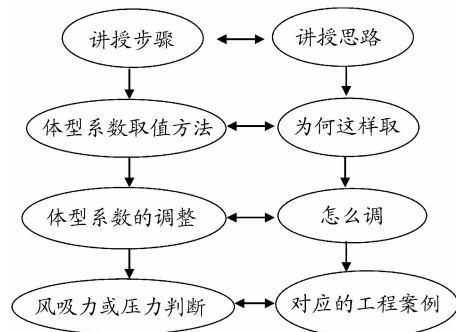 讲授步骤
讲授思路
体型系数取值方法
为何这样取
体型系数的调整
怎么调
风吸力或压力判断
对应的工程案例